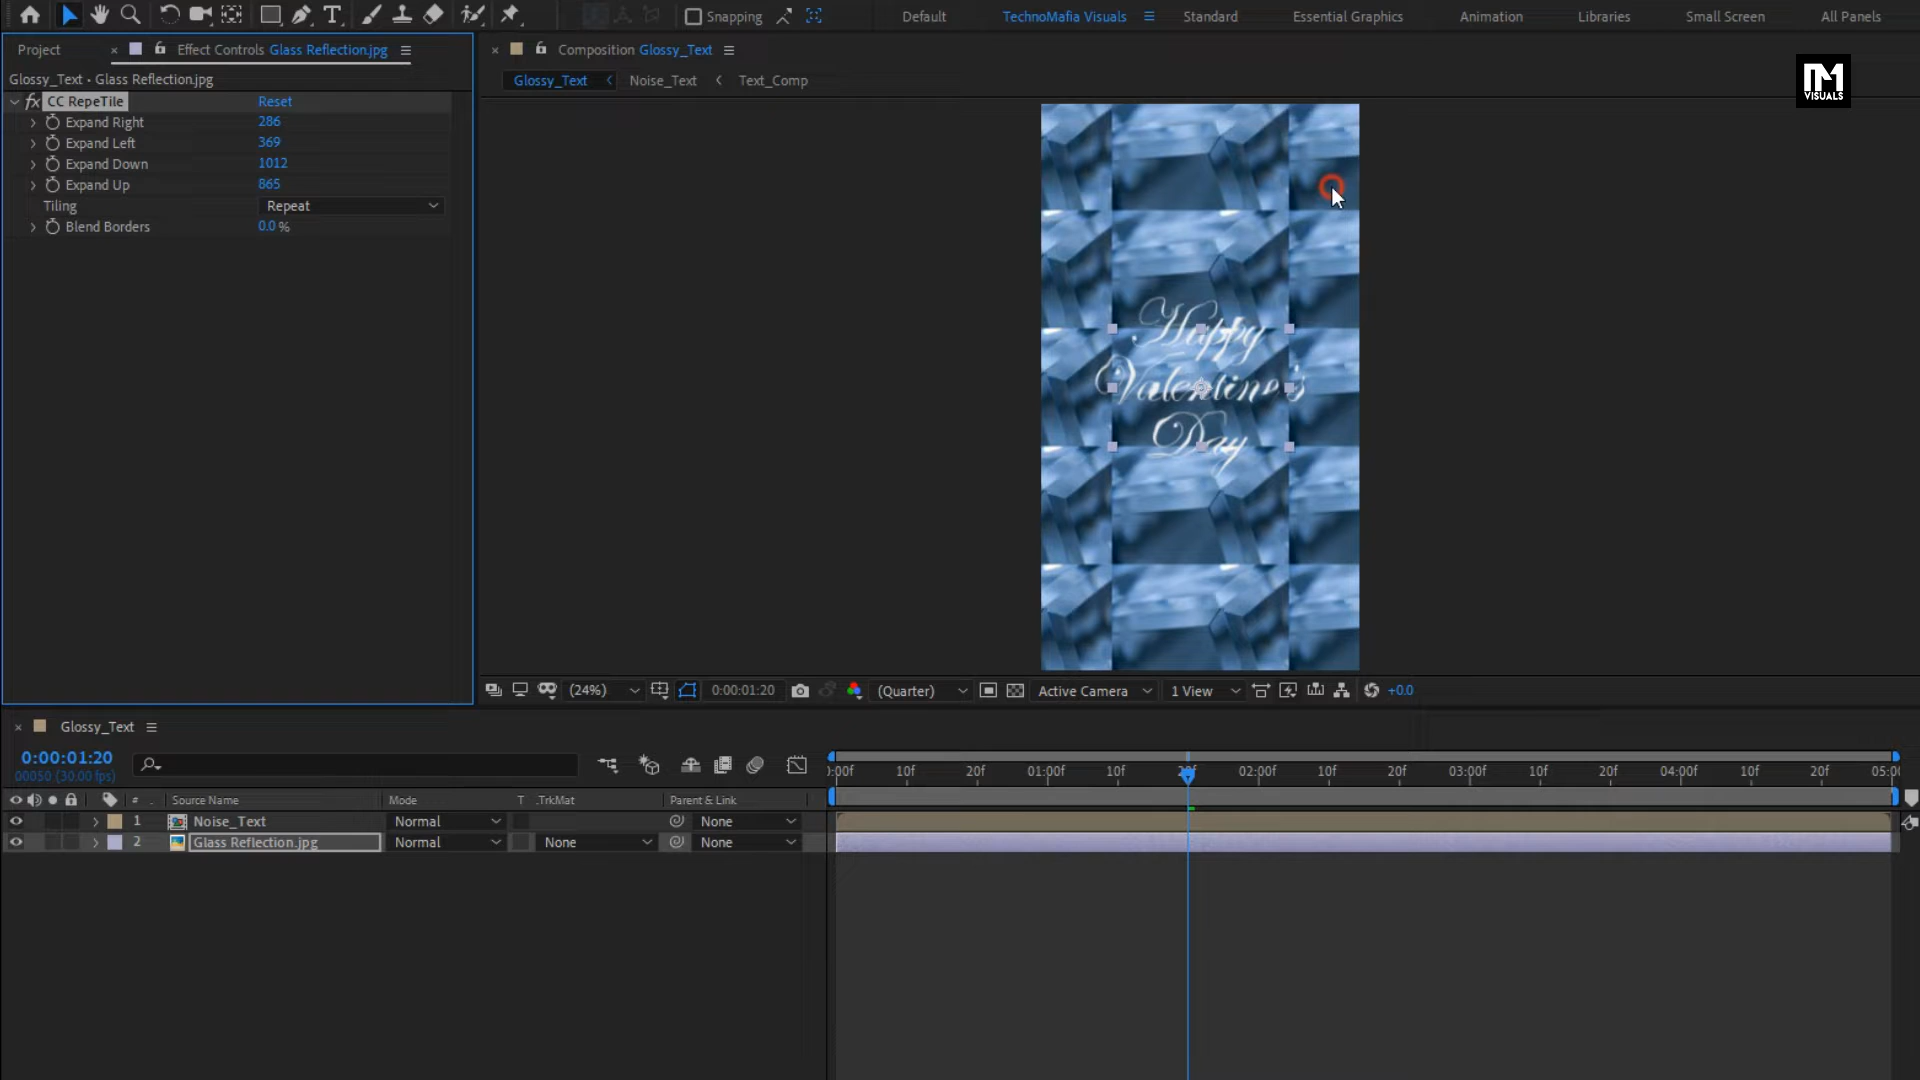 Snapping
Default
TechnoMafia Visuals
Standard
Essential Graphics
Animation
Libraries
Small Screen
All Panels
Project
Effect Controls Glass Reflection.jpg
Composition Glossy_Text
Glossy_Text • Glass Reflection.jpg
Glossy_Text
Noise_Text
Text_Comp
VISUALS
fx CC RepeTile Reset
Expand Right 286
Expand Left 369
Expand Down 1012
Expand Up 865
Tiling Repeat
Blend Borders 0.0 %
Happy
Valentine's
Day
(24%)
0:00:01:20
(Quarter)
Active Camera
1 View
+0.0
Glossy_Text
0:00:01:20
00050 (30.00 fps)
:00f 10f 20f 01:00f 10f 02:00f 10f 20f 03:00f 10f 20f 04:00f 10f 20f 05:0
# Source Name Mode T .TrkMat Parent & Link
1 Noise_Text Normal None
2 Glass Reflection.jpg Normal None None